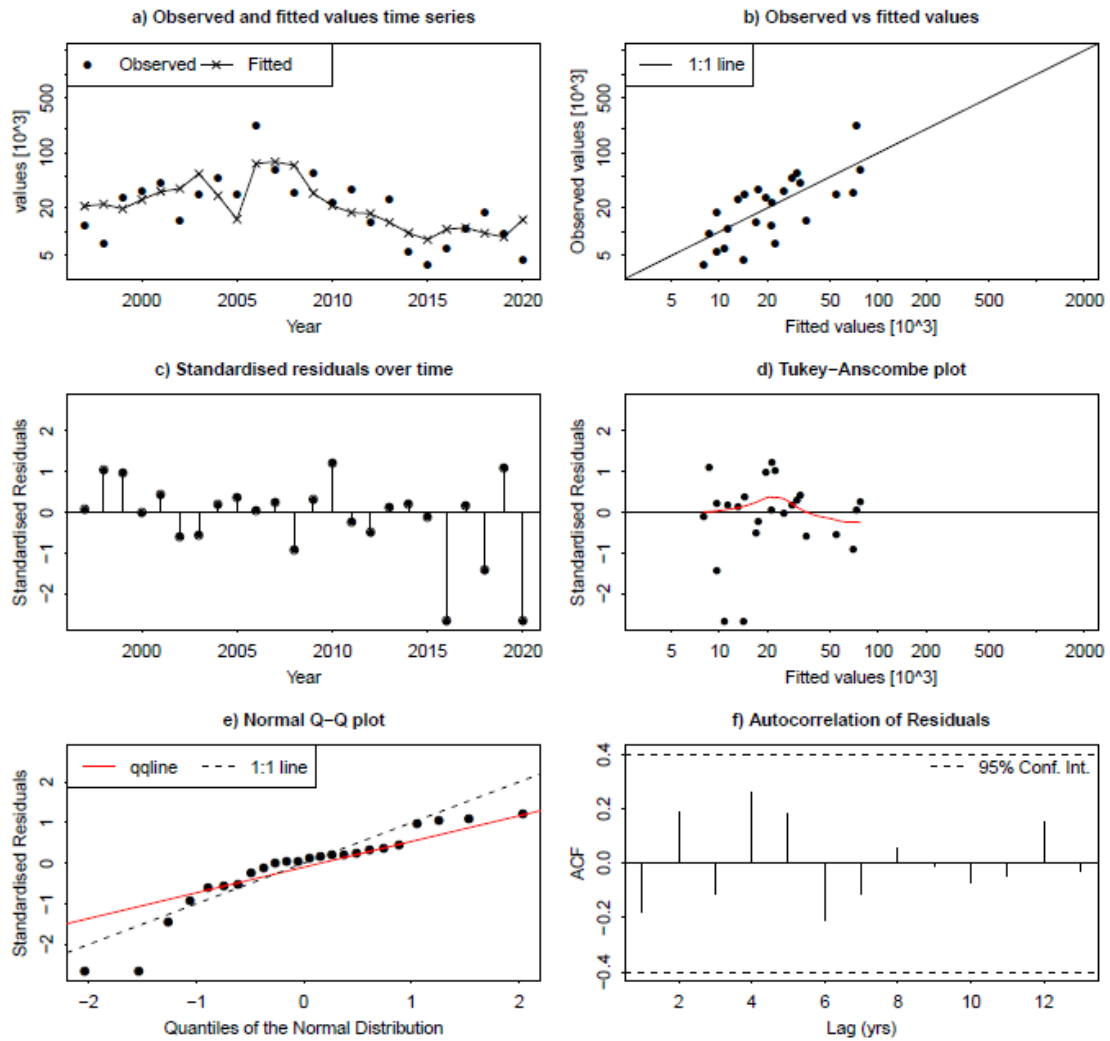 a) Observed and fitted values time series
Observed
Fitted
values [10^3]
500
100
20
5
2000 2005 2010 2015 2020
Year
b) Observed vs fitted values
1:1 line
Observed values [10^3]
500
100
20
5
5 10 20 50 100 200 500 2000
Fitted values [10^3]
c) Standardised residuals over time
Standardised Residuals
2
1
0
−1
−2
2000 2005 2010 2015 2020
Year
d) Tukey−Anscombe plot
Standardised Residuals
2
1
0
−1
−2
5 10 20 50 100 200 500 2000
Fitted values [10^3]
e) Normal Q−Q plot
qqline
1:1 line
Standardised Residuals
2
1
0
−1
−2
−2 −1 0 1 2
Quantiles of the Normal Distribution
f) Autocorrelation of Residuals
95% Conf. Int.
ACF
0.4
0.2
0.0
−0.2
−0.4
2 4 6 8 10 12
Lag (yrs)